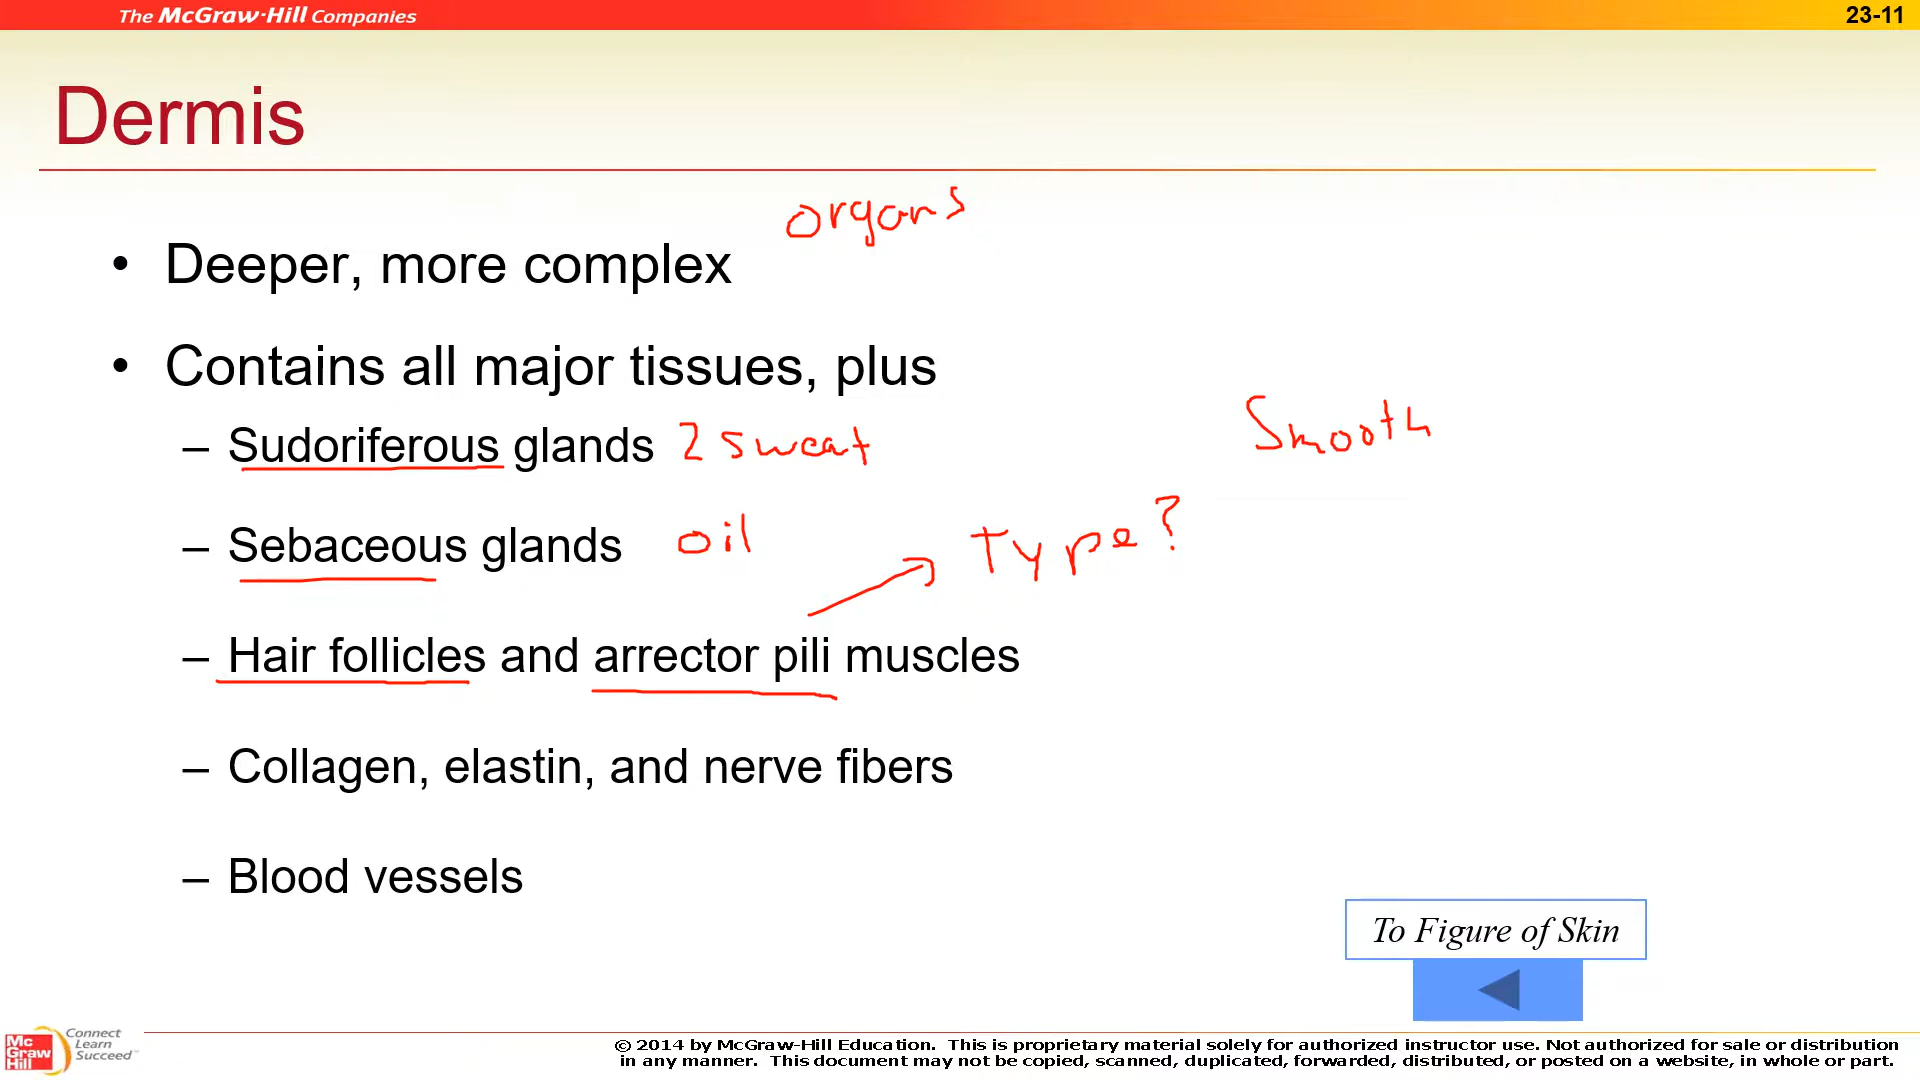 The McGraw-Hill Companies
23-11
Dermis
organs
• Deeper, more complex
• Contains all major tissues, plus
– Sudoriferous glands 2 sweat
Smooth
– Sebaceous glands oil
Type?
– Hair follicles and arrector pili muscles
– Collagen, elastin, and nerve fibers
– Blood vessels
To Figure of Skin
Mc
Graw
Hill
Connect
Learn
Succeed™
© 2014 by McGraw-Hill Education. This is proprietary material solely for authorized instructor use. Not authorized for sale or distribution
in any manner. This document may not be copied, scanned, duplicated, forwarded, distributed, or posted on a website, in whole or part.